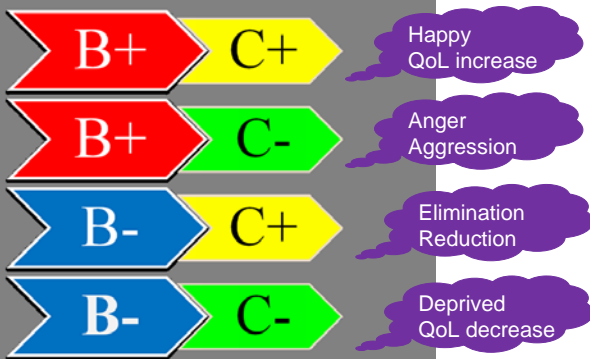 B+ C+ Happy
QoL increase
B+ C- Anger
Aggression
B- C+ Elimination
Reduction
B- C- Deprived
QoL decrease